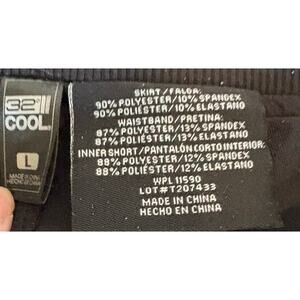 32°
COOL
L
MADE IN CHINA
HECHO EN CHINA
SKIRT/FALDA:
90% POLYESTER/10% SPANDEX
90% POLIÉSTER/10% ELASTANO
WAISTBAND/PRETINA:
87% POLYESTER/13% SPANDEX
87% POLIÉSTER/13% ELASTANO
INNER SHORT/PANTALÓN CORTO INTERIOR:
88% POLYESTER/12% SPANDEX
88% POLIÉSTER/12% ELASTANO
WPL 11590
LOT#T207433
MADE IN CHINA
HECHO EN CHINA